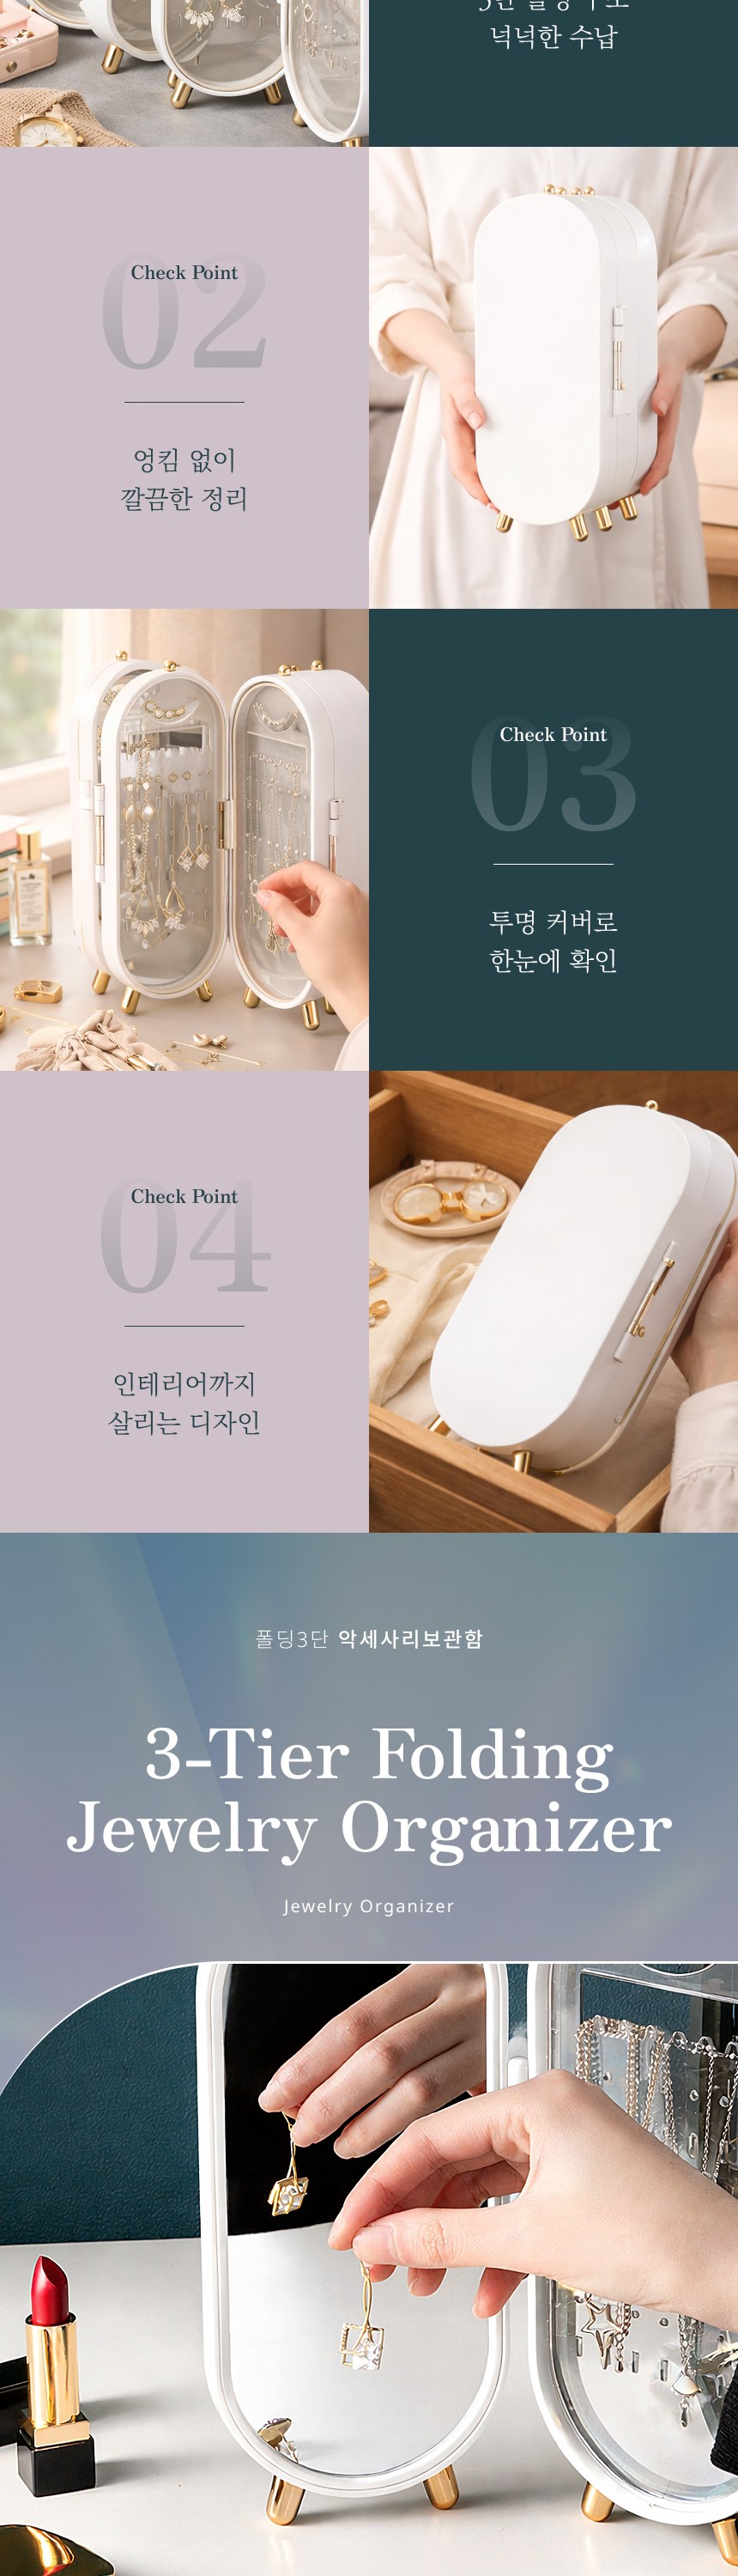 넉넉한 수납
Check Point
02
엉킴 없이
깔끔한 정리
Check Point
03
투명 커버로
한눈에 확인
Check Point
04
인테리어까지
살리는 디자인
폴딩3단 악세사리보관함
3-Tier Folding
Jewelry Organizer
Jewelry Organizer